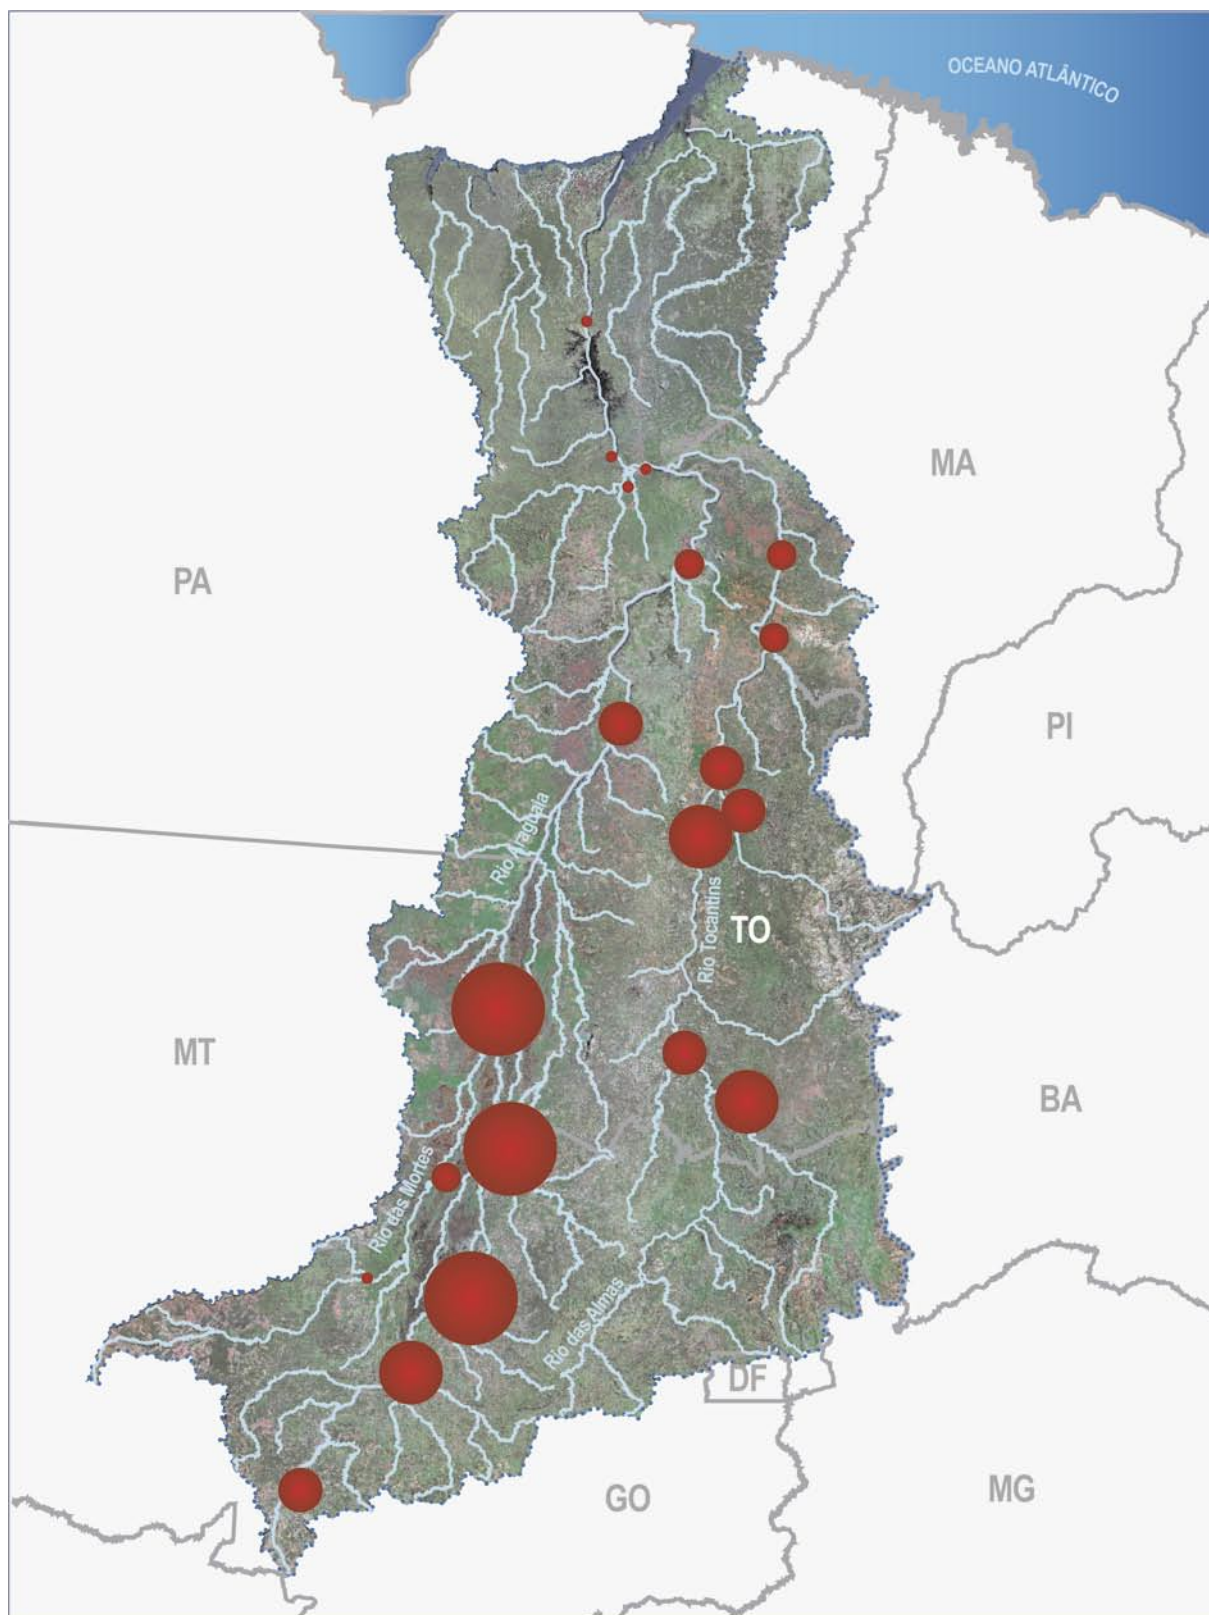 OCEANO ATLÂNTICO
MA
PA
PI
Rio Araguaia
Rio Tocantins
TO
MT
BA
Rio das Mortes
Rio das Almas
DF
GO
MG